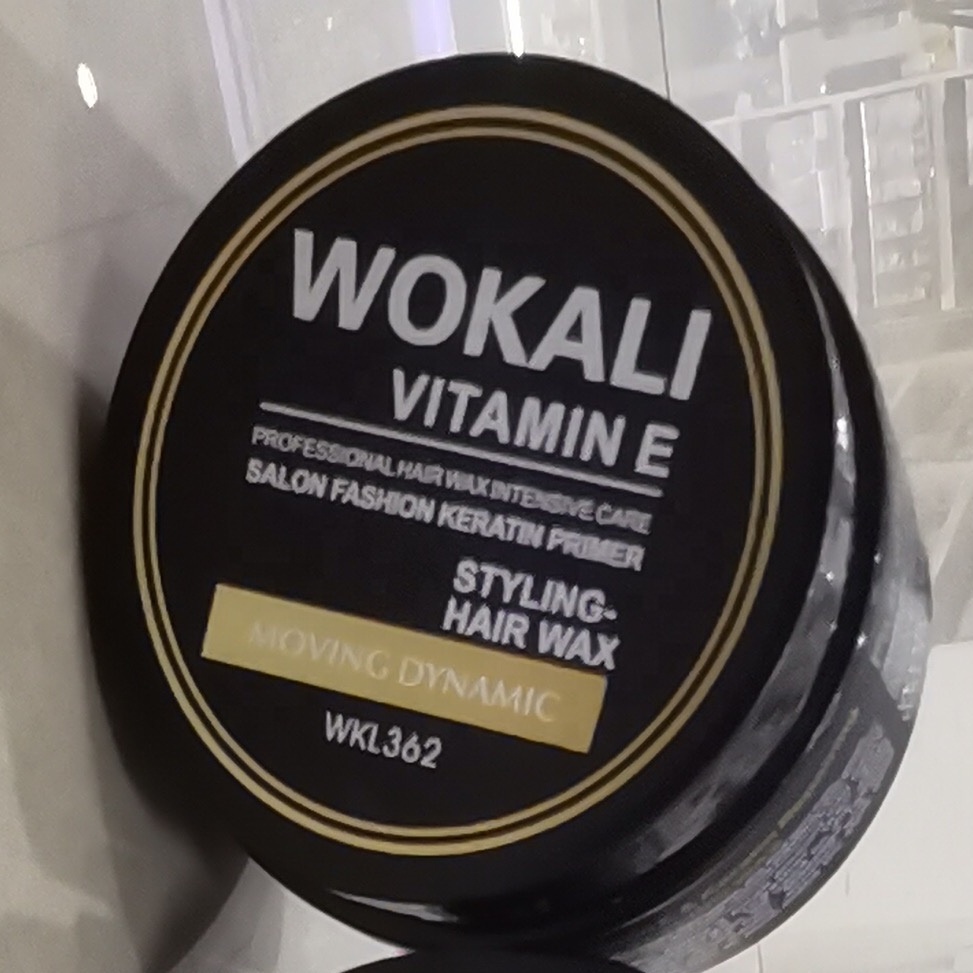 WOKALI
VITAMIN E
PROFESSIONAL HAIR WAX INTENSIVE CARE
SALON FASHION KERATIN PRIMER
STYLING-
HAIR WAX
MOVING DYNAMIC
WKL362